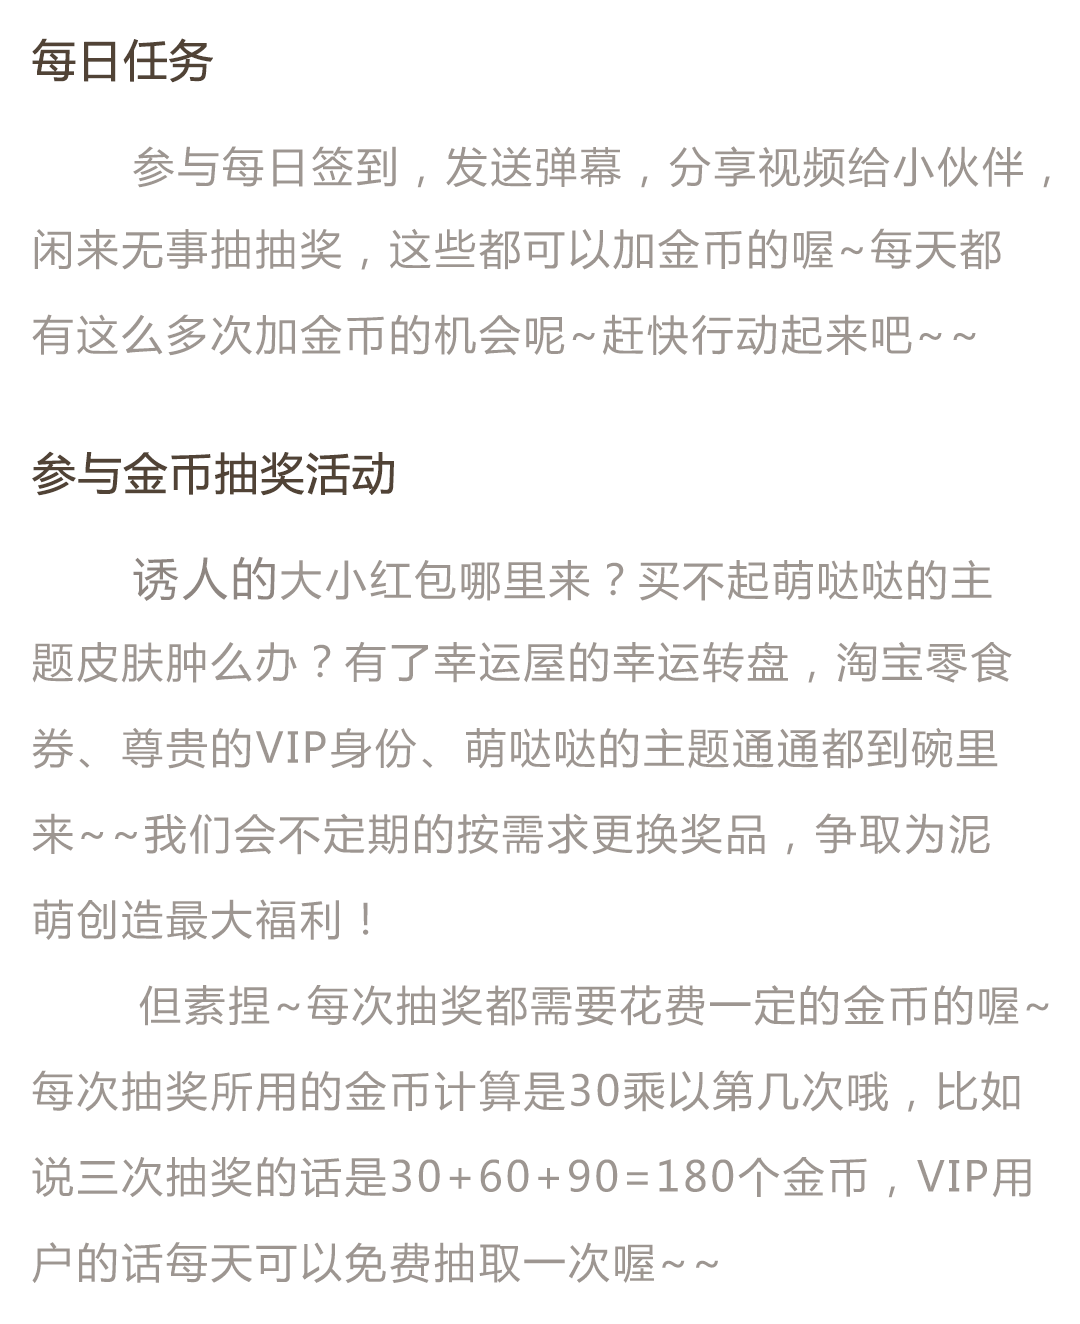 每日任务
参与每日签到，发送弹幕，分享视频给小伙伴，
闲来无事抽抽奖，这些都可以加金币的喔~每天都
有这么多次加金币的机会呢~赶快行动起来吧~~
参与金币抽奖活动
诱人的大小红包哪里来？买不起萌哒哒的主
题皮肤肿么办？有了幸运屋的幸运转盘，淘宝零食
券、尊贵的VIP身份、萌哒哒的主题通通都到碗里
来~~我们会不定期的按需求更换奖品，争取为泥
萌创造最大福利！
但素捏~每次抽奖都需要花费一定的金币的喔~
每次抽奖所用的金币计算是30乘以第几次哦，比如
说三次抽奖的话是30+60+90=180个金币，VIP用
户的话每天可以免费抽取一次喔~~